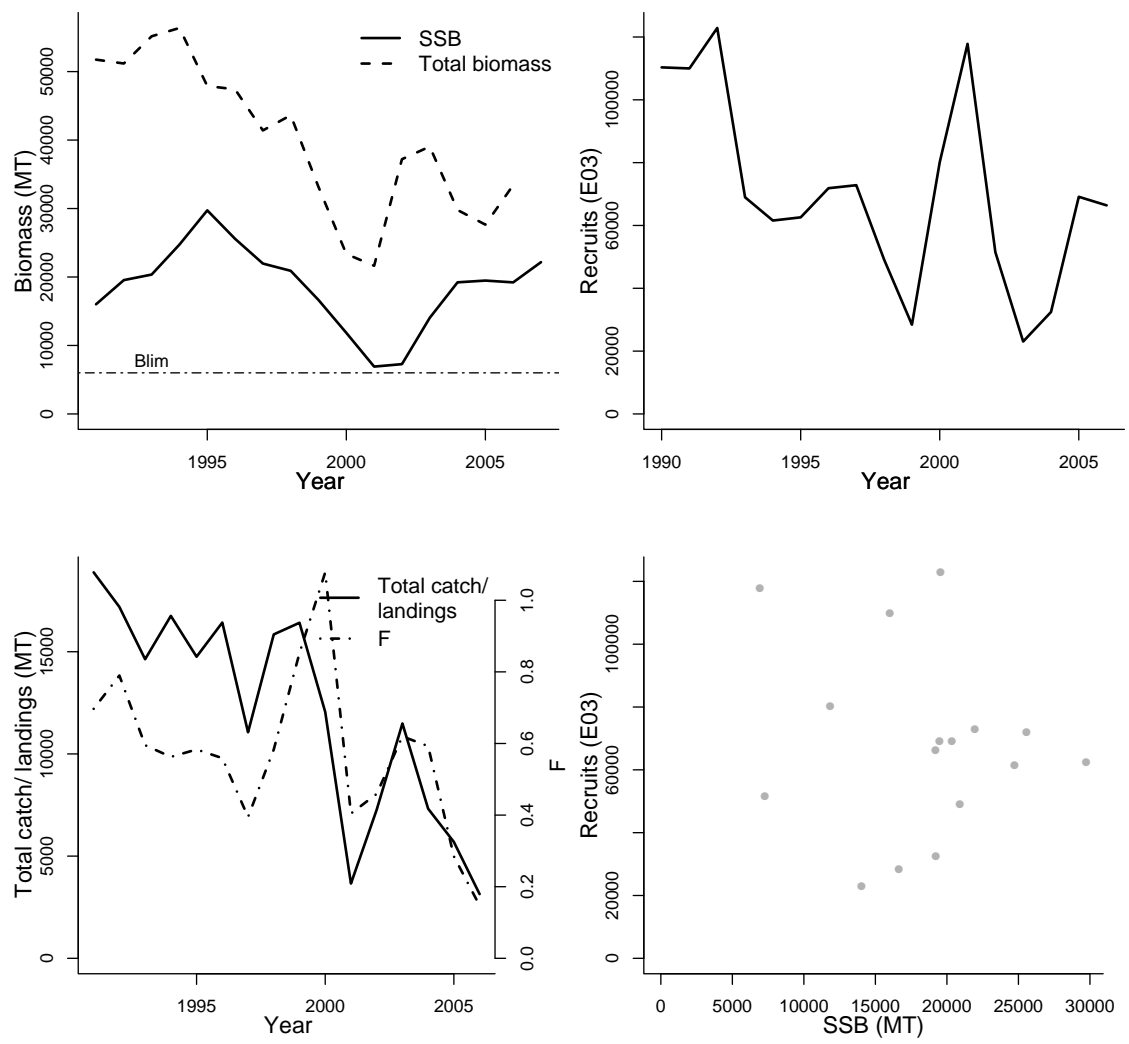 SSB
Total biomass
Biomass (MT)
0
10000
20000
30000
40000
50000
Blim
1995
2000
2005
Year
Recruits (E03)
20000
60000
100000
0
1990
1995
2000
2005
Year
Total catch/
landings
F
Total catch/ landings (MT)
0
5000
10000
15000
F
0.0
0.2
0.4
0.6
0.8
1.0
1995
2000
2005
Year
Recruits (E03)
0
20000
60000
100000
0
5000
10000
15000
20000
25000
30000
SSB (MT)